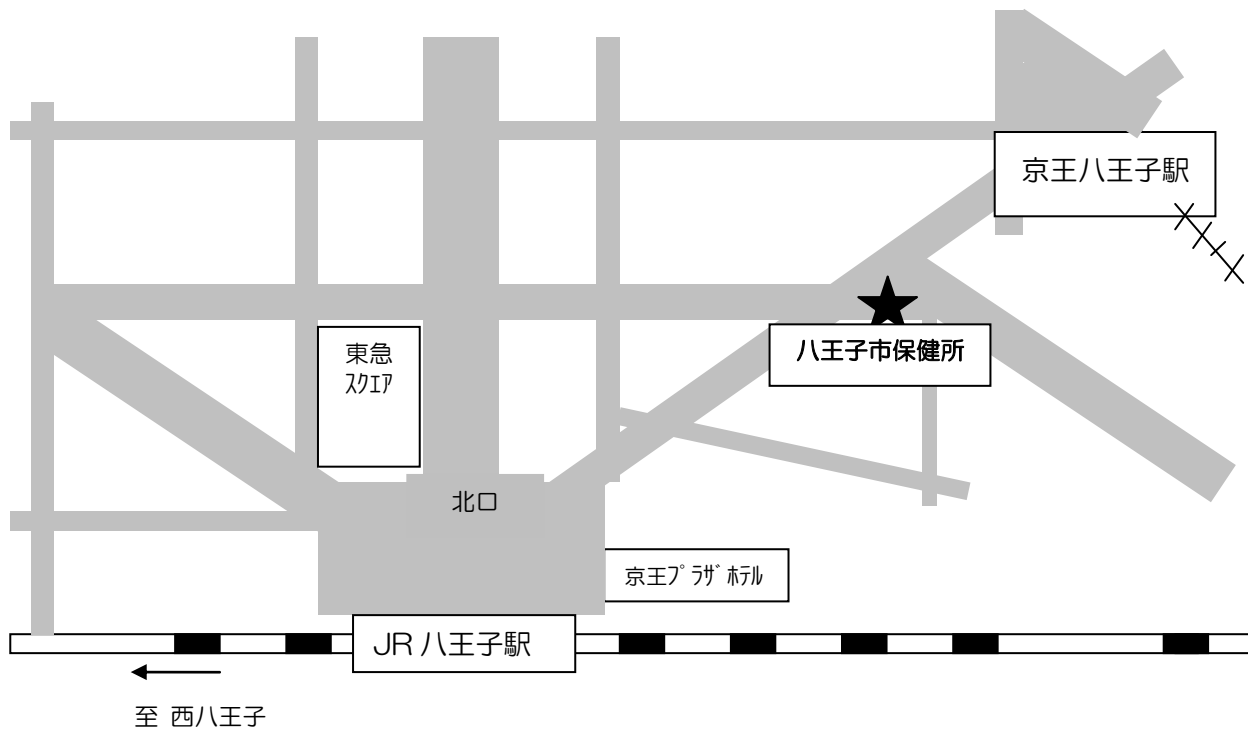 京王八王子駅
東急
ｽｸｴｱ
八王子市保健所
北口
京王ﾌﾟﾗｻﾞﾎﾃﾙ
JR 八王子駅
至 西八王子